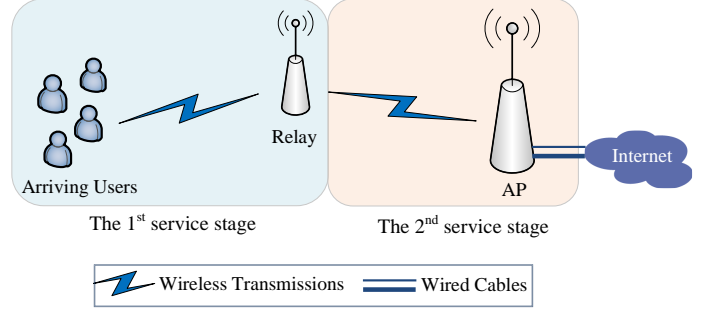 Relay
Arriving Users
AP
Internet
The 1st service stage
The 2nd service stage
Wireless Transmissions
Wired Cables